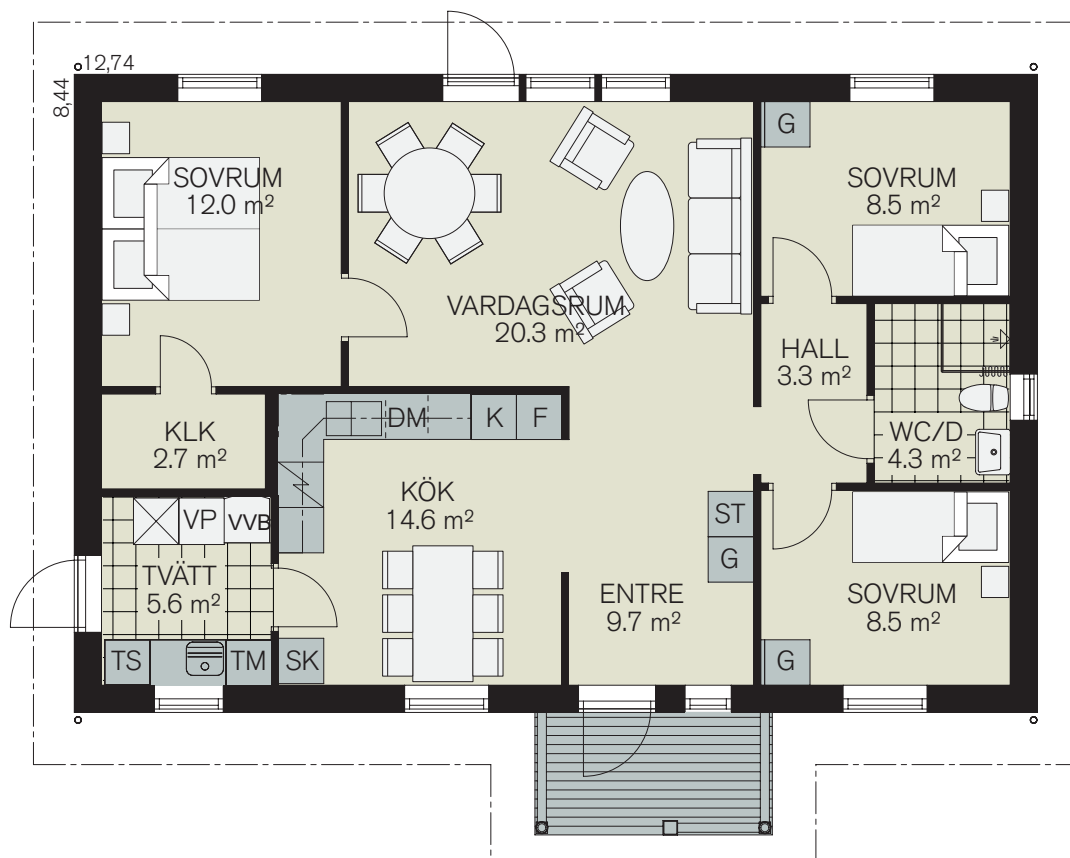 12,74
8,44
G
SOVRUM
12.0 m²
SOVRUM
8.5 m²
VARDAGSRUM
20.3 m²
HALL
3.3 m²
DM
K
F
KLK
2.7 m²
WC/D
4.3 m²
KÖK
14.6 m²
VP
VVB
ST
G
TVÄTT
5.6 m²
ENTRE
9.7 m²
SOVRUM
8.5 m²
TS
TM
SK
G